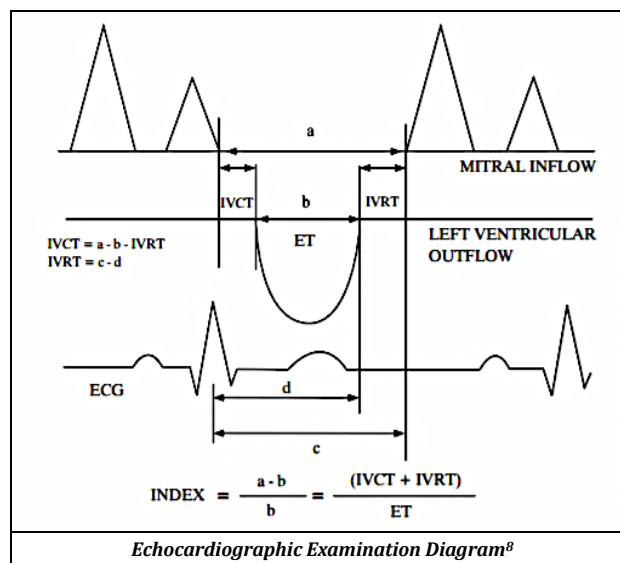 a
MITRAL INFLOW
IVCT
b
IVRT
IVCT = a - b - IVRT
IVRT = c - d
ET
LEFT VENTRICULAR
OUTFLOW
ECG
d
c
INDEX = a - b / b = (IVCT + IVRT) / ET
Echocardiographic Examination Diagram⁸